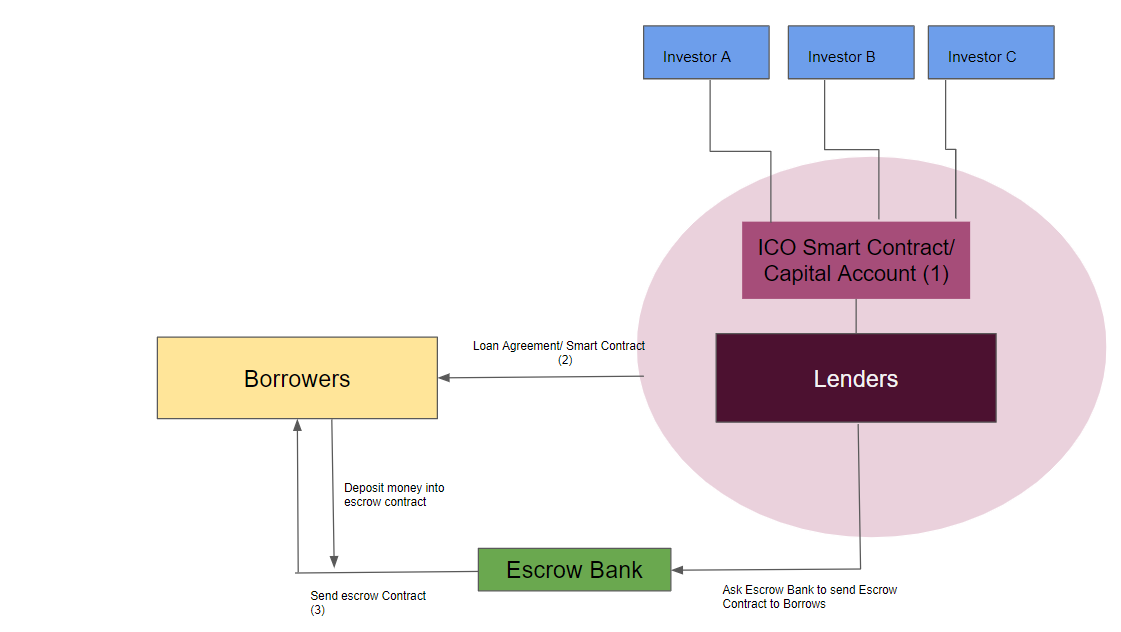 Investor A
Investor B
Investor C
ICO Smart Contract/
Capital Account (1)
Loan Agreement/ Smart Contract
(2)
Borrowers
Lenders
Deposit money into
escrow contract
Escrow Bank
Send escrow Contract
(3)
Ask Escrow Bank to send Escrow
Contract to Borrows